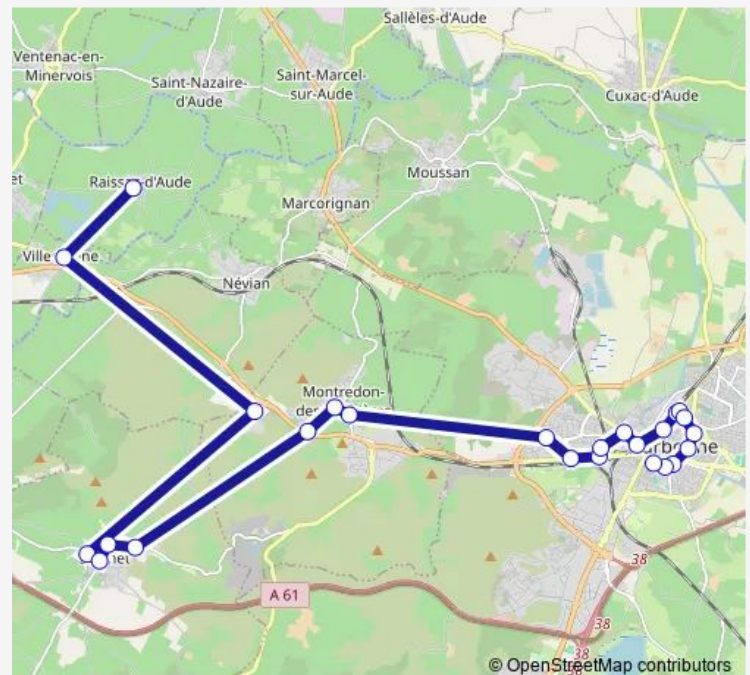 Sallèles-d'Aude
Ventenac-en-
Minervois
Saint-Nazaire-
d'Aude
Saint-Marcel-
sur-Aude
Cuxac-d'Aude
Moussan
Marcorignan
Névian
Montredon-
A 61
38
38
38
38
© OpenStreetMap contributors